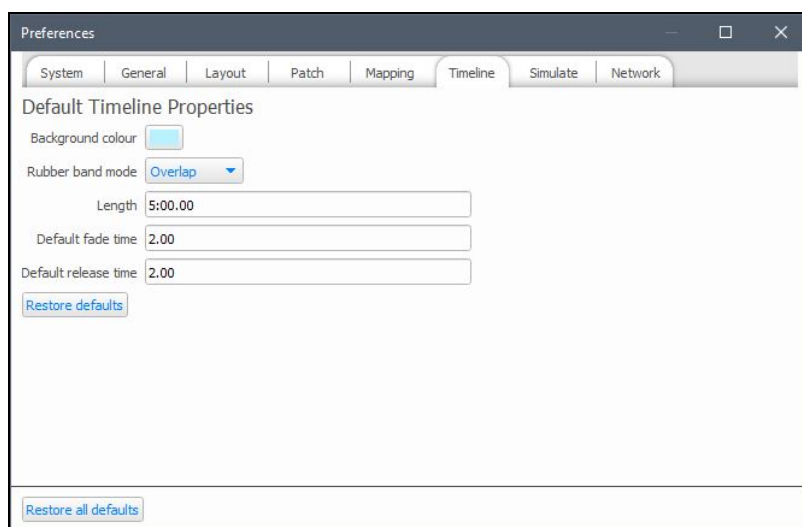 Preferences
System General Layout Patch Mapping Timeline Simulate Network
Default Timeline Properties
Background colour
Rubber band mode Overlap
Length 5:00.00
Default fade time 2.00
Default release time 2.00
Restore defaults
Restore all defaults